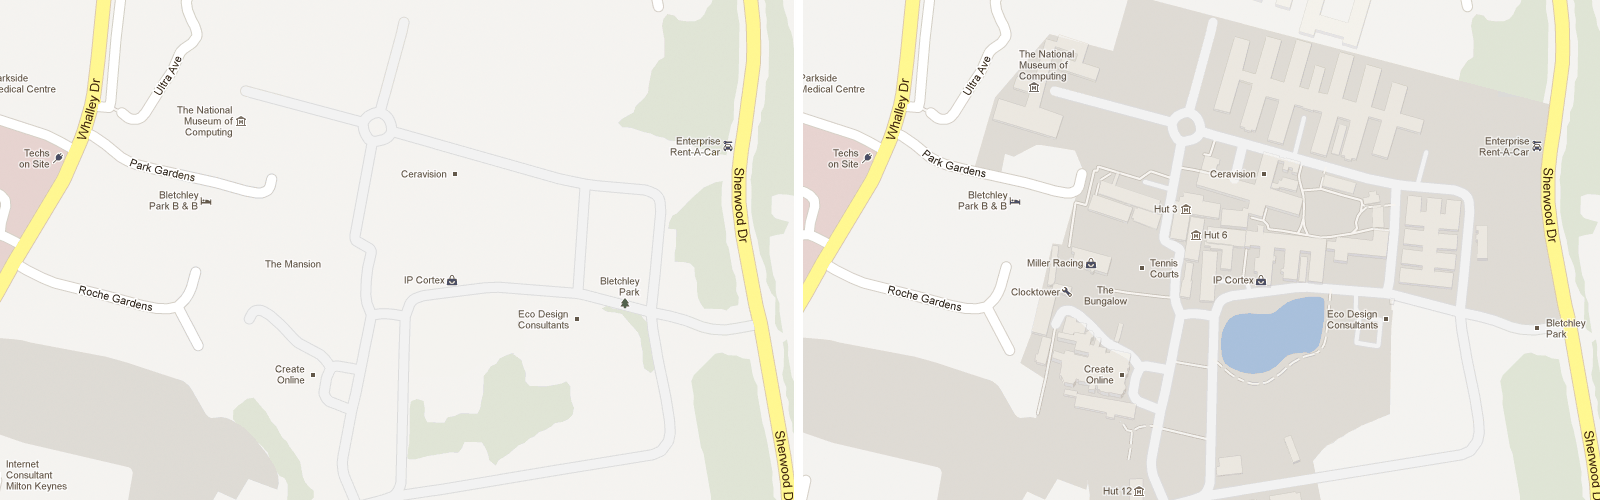 Whalley Dr
Ultra Ave
arkside
edical Centre
The National
Museum of
Computing
Techs
on Site
Park Gardens
Bletchley
Park B & B
Ceravision
Enterprise
Rent-A-Car
Sherwood Dr
The Mansion
IP Cortex
Bletchley
Park
Roche Gardens
Eco Design
Consultants
Create
Online
Internet
Consultant
Milton Keynes
Sherwood D
Whalley Dr
Ultra Ave
Parkside
Medical Centre
The National
Museum of
Computing
Techs
on Site
Park Gardens
Bletchley
Park B & B
Ceravision
Enterprise
Rent-A-Car
Sherwood Dr
Hut 3
Hut 6
Miller Racing
Tennis
Courts
Clocktower
The
Bungalow
IP Cortex
Roche Gardens
Eco Design
Consultants
Bletchley
Park
Create
Online
Hut 12
Sherwood D